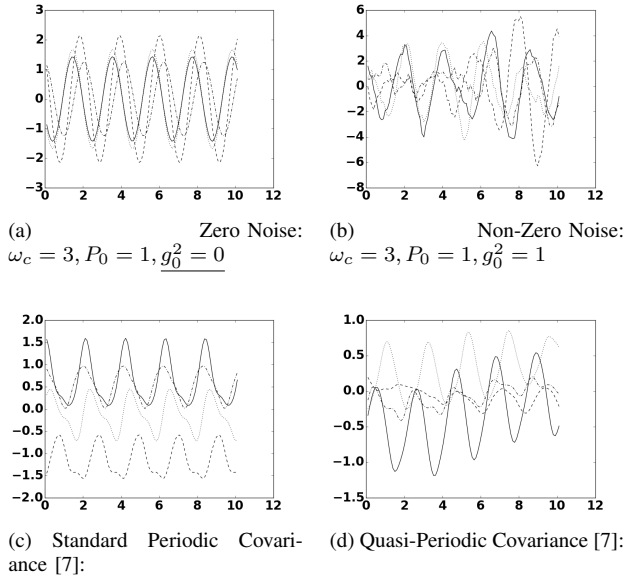 3
2
1
0
−1
−2
−3
0 2 4 6 8 10 12
6
4
2
0
−2
−4
−6
−8
0 2 4 6 8 10 12
(a) Zero Noise:
ω_c = 3, P_0 = 1, g_0^2 = 0
(b) Non-Zero Noise:
ω_c = 3, P_0 = 1, g_0^2 = 1
2.0
1.5
1.0
0.5
0.0
−0.5
−1.0
−1.5
−2.0
0 2 4 6 8 10 12
1.0
0.5
0.0
−0.5
−1.0
−1.5
0 2 4 6 8 10 12
(c) Standard Periodic Covari-
ance [7]:
(d) Quasi-Periodic Covariance [7]: